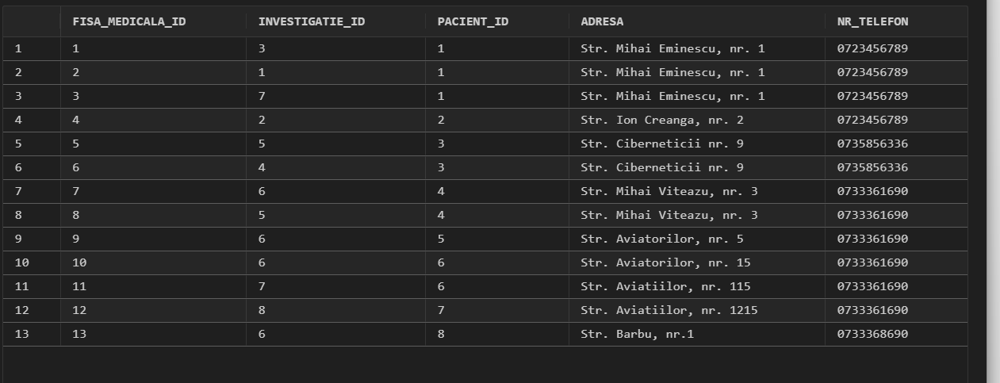 FISA_MEDICALA_ID INVESTIGATIE_ID PACIENT_ID ADRESA NR_TELEFON
1 1 3 1 Str. Mihai Eminescu, nr. 1 0723456789
2 2 1 1 Str. Mihai Eminescu, nr. 1 0723456789
3 3 7 1 Str. Mihai Eminescu, nr. 1 0723456789
4 4 2 2 Str. Ion Creanga, nr. 2 0723456789
5 5 5 3 Str. Ciberneticii nr. 9 0735856336
6 6 4 3 Str. Ciberneticii nr. 9 0735856336
7 7 6 4 Str. Mihai Viteazu, nr. 3 0733361690
8 8 5 4 Str. Mihai Viteazu, nr. 3 0733361690
9 9 6 5 Str. Aviatorilor, nr. 5 0733361690
10 10 6 6 Str. Aviatorilor, nr. 15 0733361690
11 11 7 6 Str. Aviatiilor, nr. 115 0733361690
12 12 8 7 Str. Aviatiilor, nr. 1215 0733361690
13 13 6 8 Str. Barbu, nr.1 0733368690